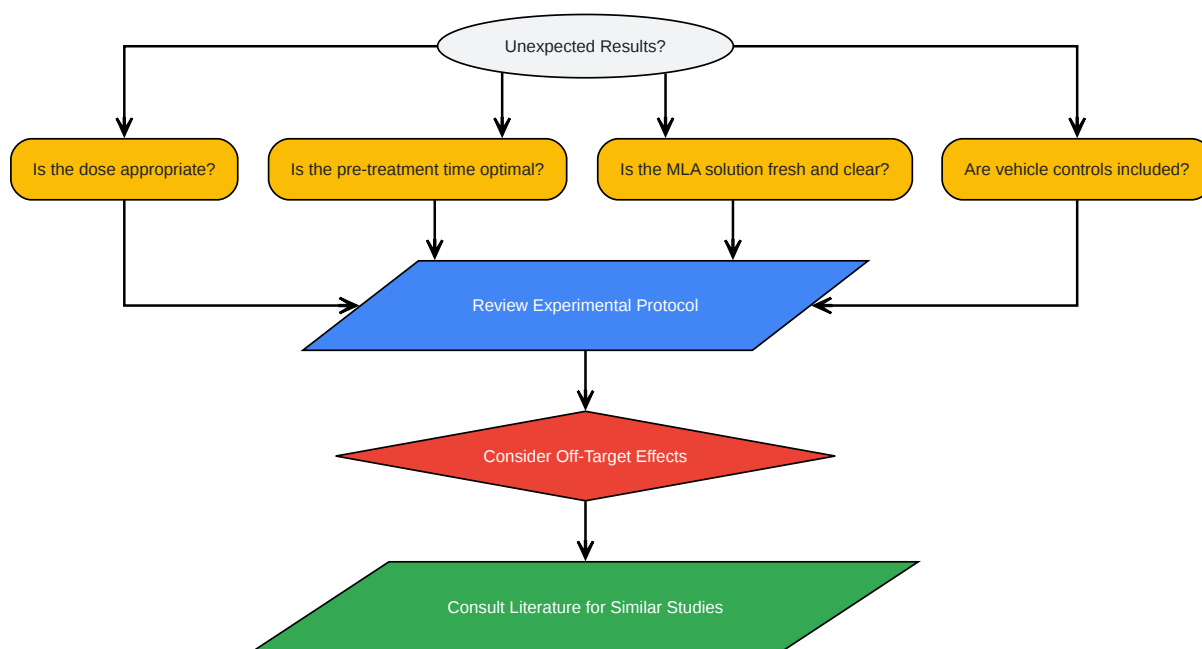 Unexpected Results?
Is the dose appropriate?
Is the pre-treatment time optimal?
Is the MLA solution fresh and clear?
Are vehicle controls included?
Review Experimental Protocol
Consider Off-Target Effects
Consult Literature for Similar Studies